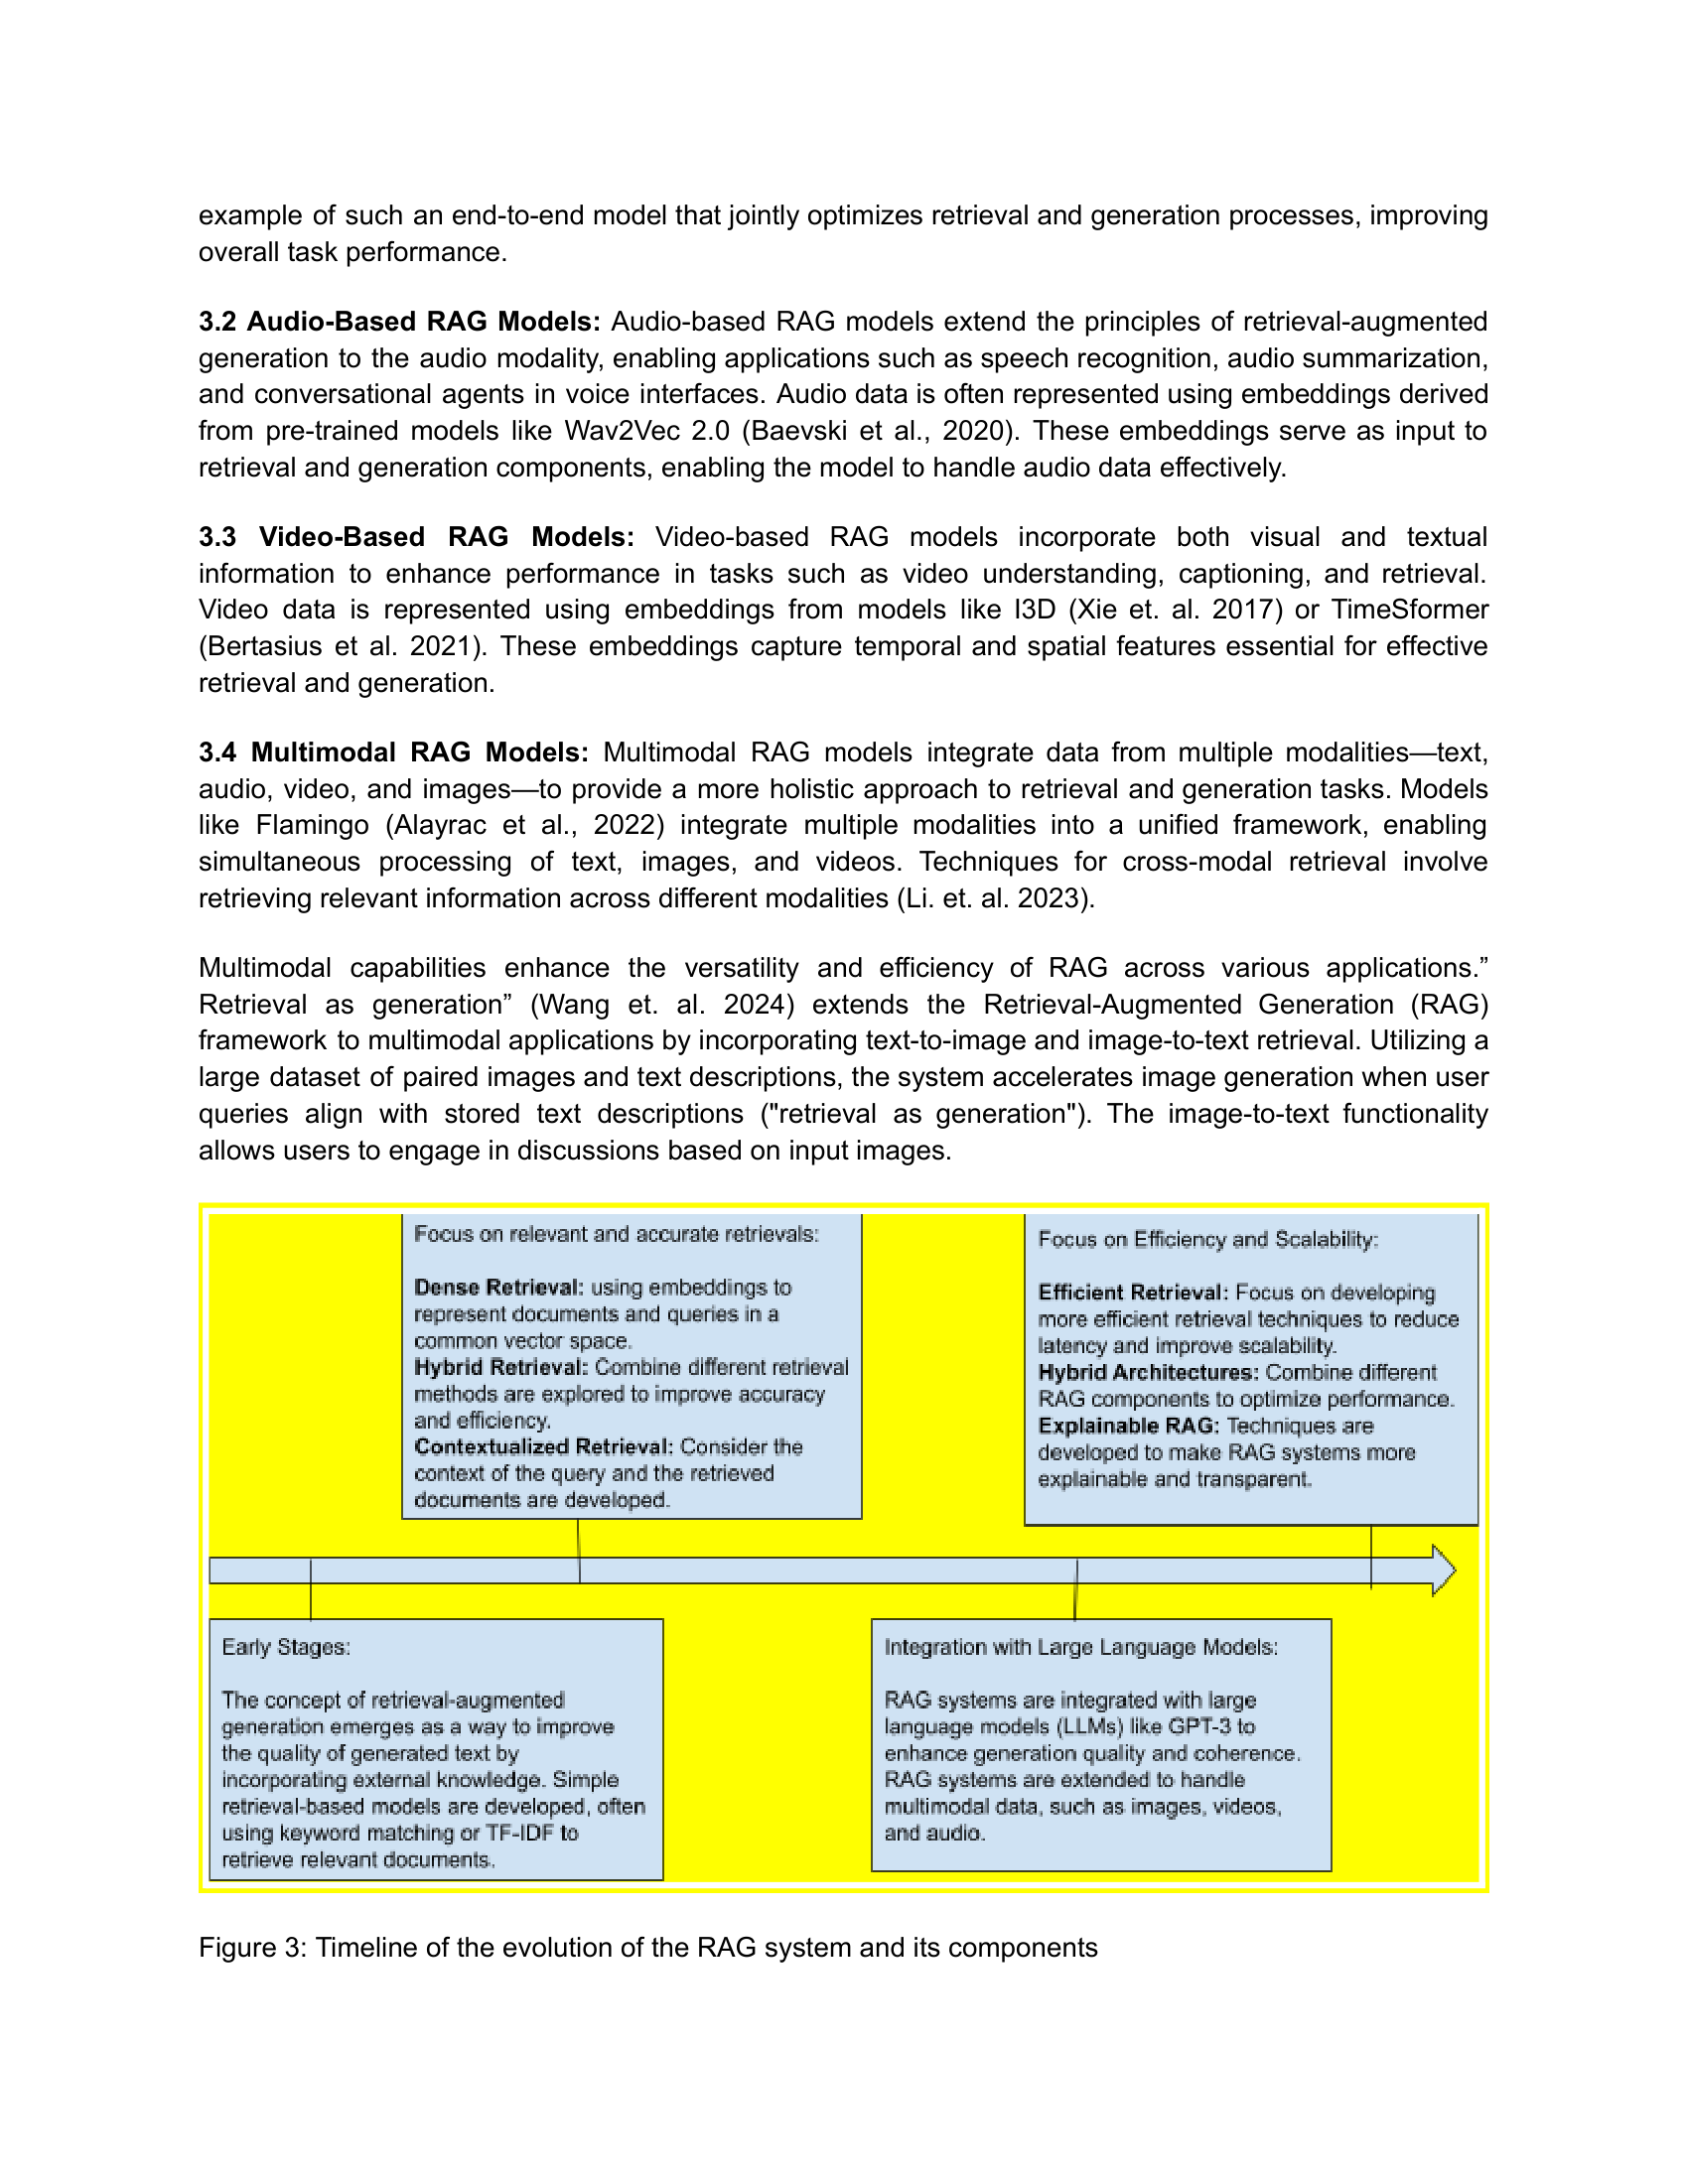 example of such an end-to-end model that jointly optimizes retrieval and generation processes, improving
overall task performance.
3.2 Audio-Based RAG Models: Audio-based RAG models extend the principles of retrieval-augmented
generation to the audio modality, enabling applications such as speech recognition, audio summarization,
and conversational agents in voice interfaces. Audio data is often represented using embeddings derived
from pre-trained models like Wav2Vec 2.0 (Baevski et al., 2020). These embeddings serve as input to
retrieval and generation components, enabling the model to handle audio data effectively.
3.3 Video-Based RAG Models: Video-based RAG models incorporate both visual and textual
information to enhance performance in tasks such as video understanding, captioning, and retrieval.
Video data is represented using embeddings from models like I3D (Xie et. al. 2017) or TimeSformer
(Bertasius et al. 2021). These embeddings capture temporal and spatial features essential for effective
retrieval and generation.
3.4 Multimodal RAG Models: Multimodal RAG models integrate data from multiple modalities—text,
audio, video, and images—to provide a more holistic approach to retrieval and generation tasks. Models
like Flamingo (Alayrac et al., 2022) integrate multiple modalities into a unified framework, enabling
simultaneous processing of text, images, and videos. Techniques for cross-modal retrieval involve
retrieving relevant information across different modalities (Li. et. al. 2023).
Multimodal capabilities enhance the versatility and efficiency of RAG across various applications.”
Retrieval as generation” (Wang et. al. 2024) extends the Retrieval-Augmented Generation (RAG)
framework to multimodal applications by incorporating text-to-image and image-to-text retrieval. Utilizing a
large dataset of paired images and text descriptions, the system accelerates image generation when user
queries align with stored text descriptions ("retrieval as generation"). The image-to-text functionality
allows users to engage in discussions based on input images.
Focus on relevant and accurate retrievals:
Dense Retrieval: using embeddings to
represent documents and queries in a
common vector space.
Hybrid Retrieval: Combine different retrieval
methods are explored to improve accuracy
and efficiency.
Contextualized Retrieval: Consider the
context of the query and the retrieved
documents are developed.
Focus on Efficiency and Scalability:
Efficient Retrieval: Focus on developing
more efficient retrieval techniques to reduce
latency and improve scalability.
Hybrid Architectures: Combine different
RAG components to optimize performance.
Explainable RAG: Techniques are
developed to make RAG systems more
explainable and transparent.
Early Stages:
The concept of retrieval-augmented
generation emerges as a way to improve
the quality of generated text by
incorporating external knowledge. Simple
retrieval-based models are developed, often
using keyword matching or TF-IDF to
retrieve relevant documents.
Integration with Large Language Models:
RAG systems are integrated with large
language models (LLMs) like GPT-3 to
enhance generation quality and coherence.
RAG systems are extended to handle
multimodal data, such as images, videos,
and audio.
Figure 3: Timeline of the evolution of the RAG system and its components